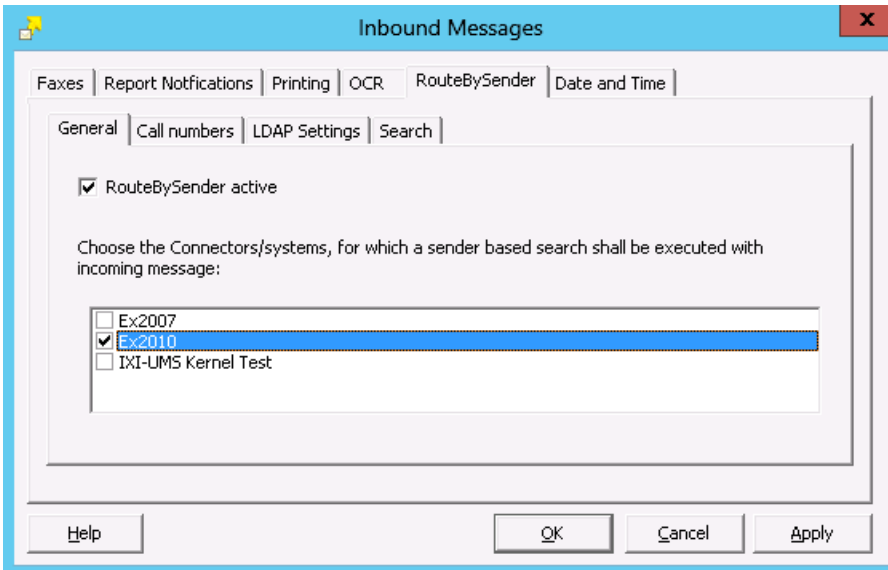 Inbound Messages
x
Faxes Report Notfications Printing OCR RouteBySender Date and Time
General Call numbers LDAP Settings Search
RouteBySender active
Choose the Connectors/systems, for which a sender based search shall be executed with
incoming message:
Ex2007
Ex2010
IXI-UMS Kernel Test
Help OK Cancel Apply